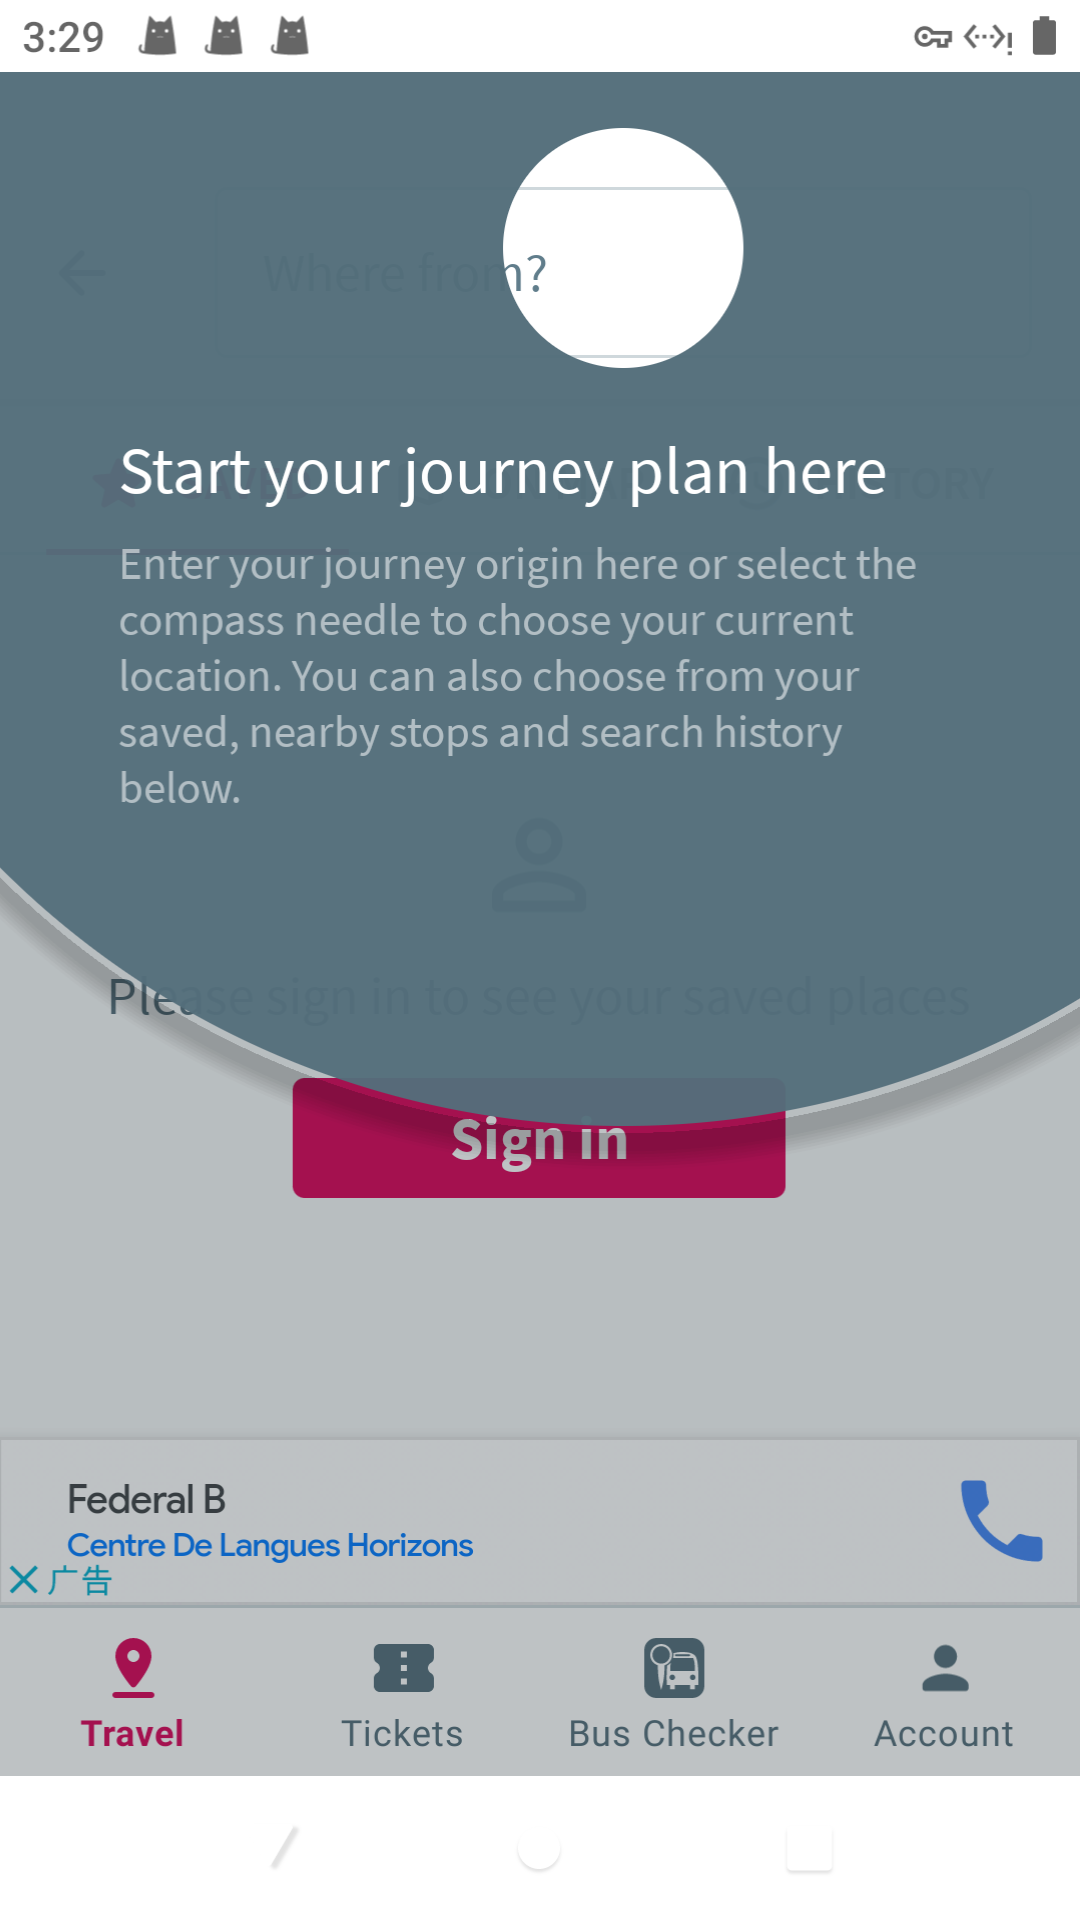 3:29
Where from?
Start your journey plan here
SAVED
HISTORY
Enter your journey origin here or select the
compass needle to choose your current
location. You can also choose from your
saved, nearby stops and search history
below.
Please sign in to see your saved places
Sign in
Federal B
Centre De Langues Horizons
广告
Travel
Tickets
Bus Checker
Account